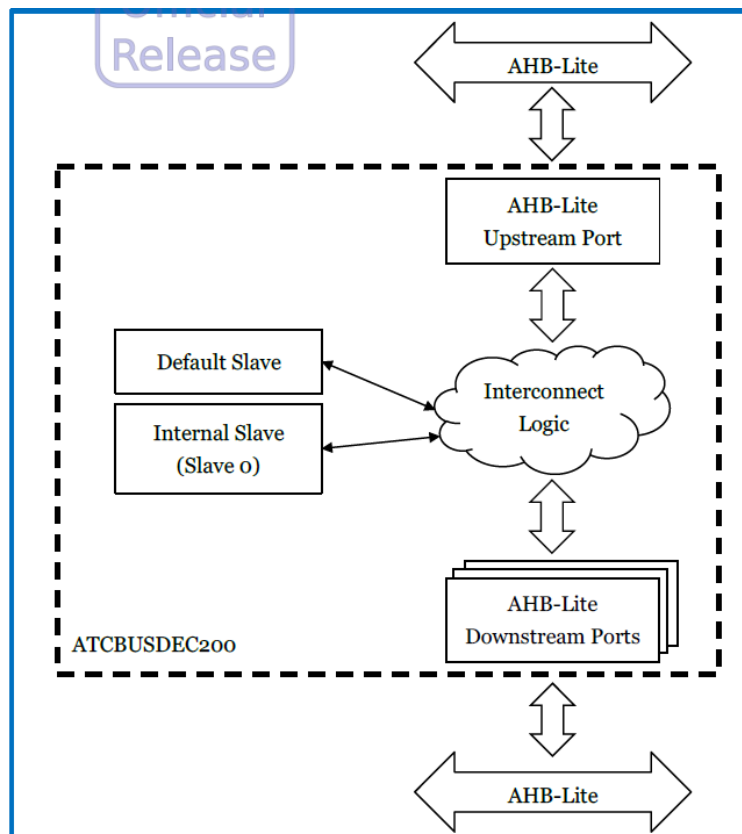 Official
Release
AHB-Lite
AHB-Lite
Upstream Port
Default Slave
Interconnect
Logic
Internal Slave
(Slave 0)
AHB-Lite
Downstream Ports
ATCBUSDEC200
AHB-Lite